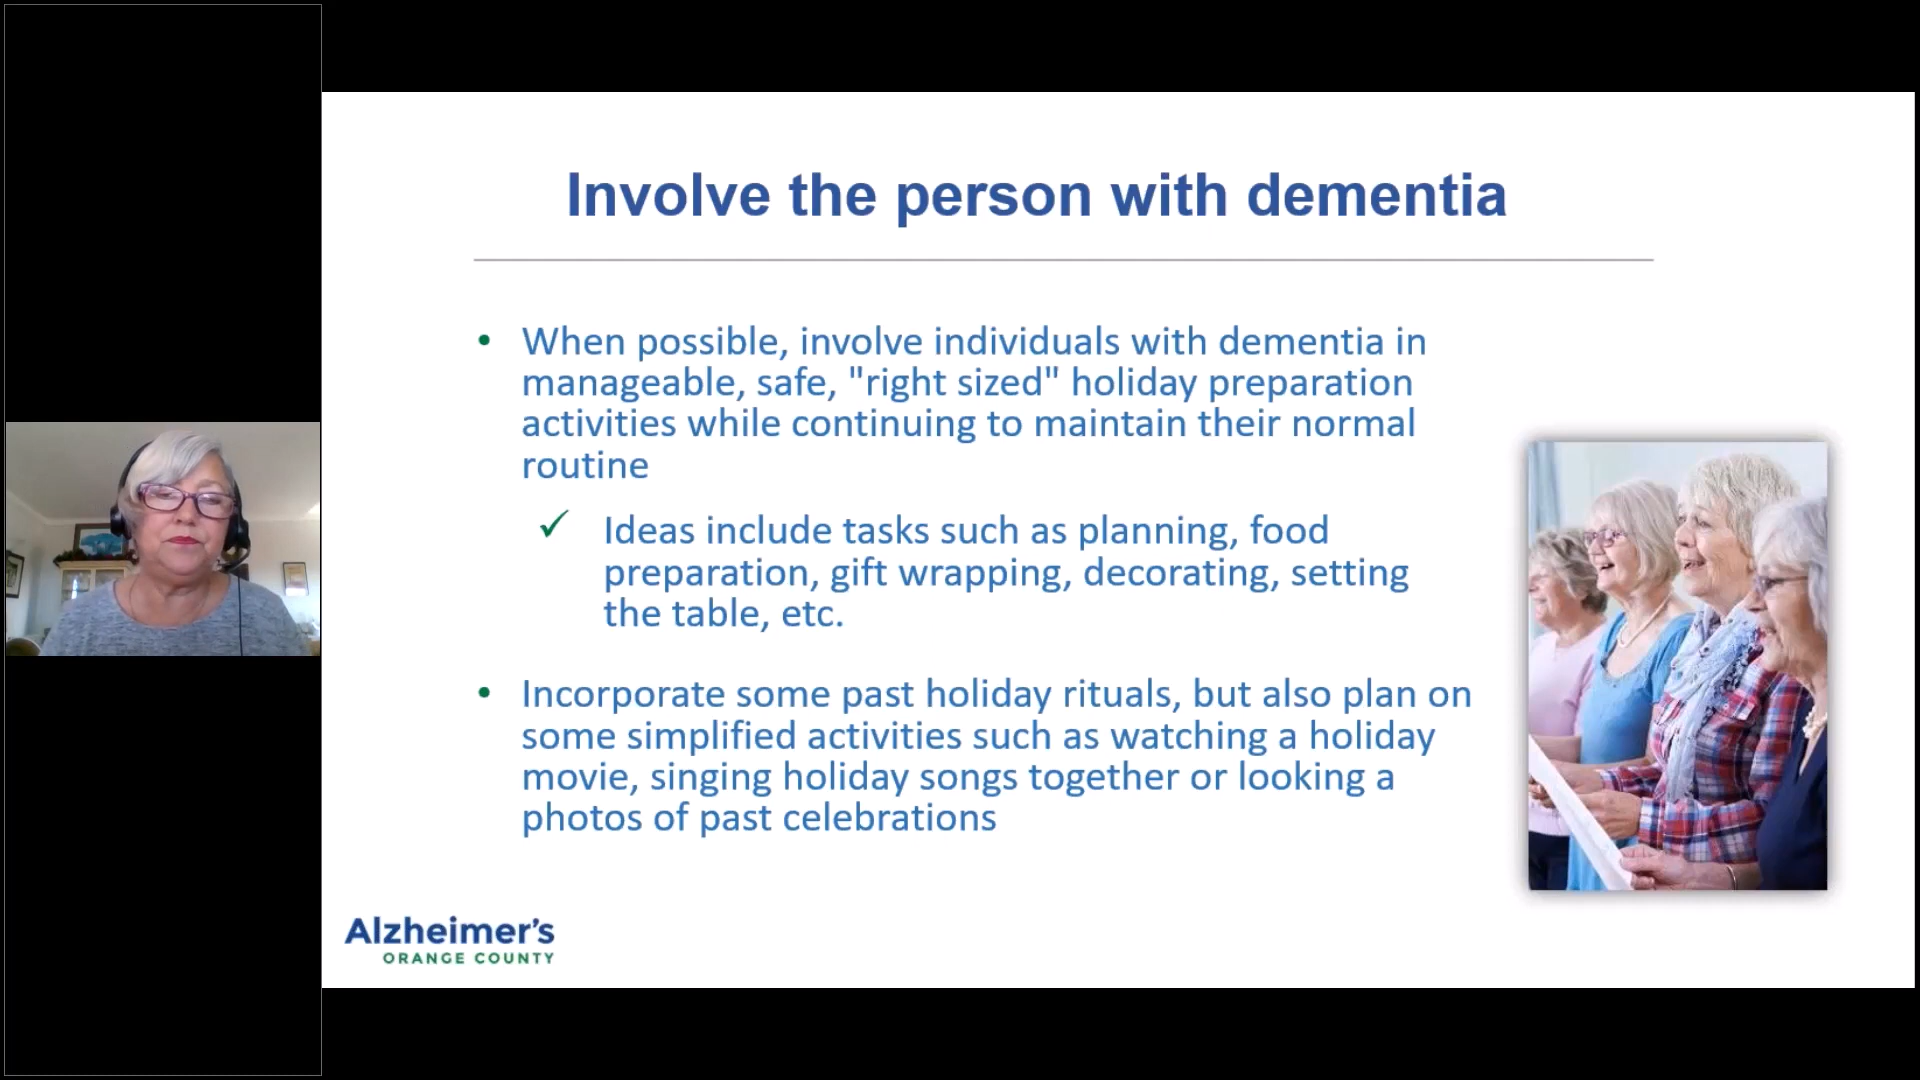 Involve the person with dementia
• When possible, involve individuals with dementia in
manageable, safe, "right sized" holiday preparation
activities while continuing to maintain their normal
routine
✓ Ideas include tasks such as planning, food
preparation, gift wrapping, decorating, setting
the table, etc.
• Incorporate some past holiday rituals, but also plan on
some simplified activities such as watching a holiday
movie, singing holiday songs together or looking a
photos of past celebrations
Alzheimer's
ORANGE COUNTY